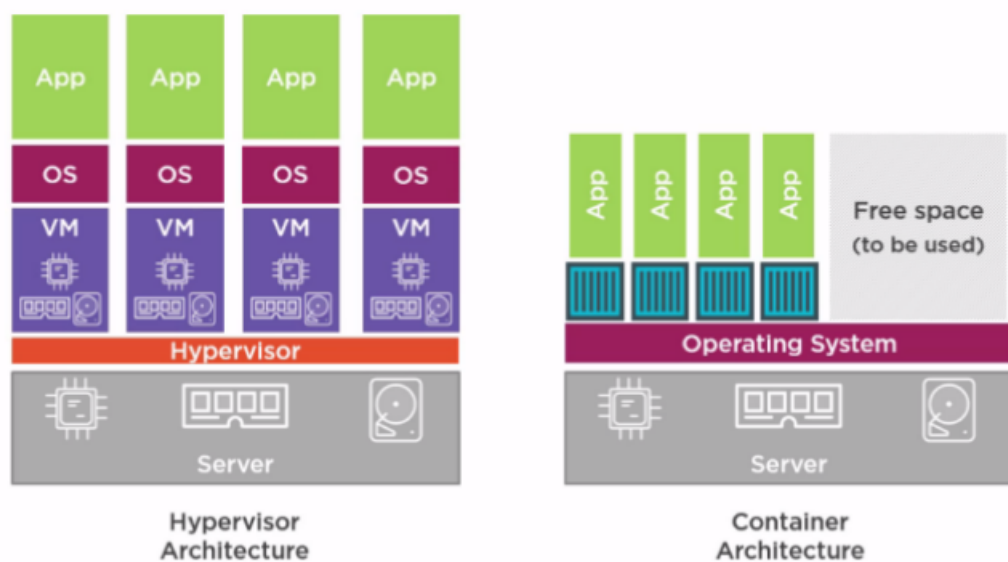 App App App App
OS OS OS OS
VM VM VM VM
Hypervisor
Server
Hypervisor
Architecture
App App App App
Free space
(to be used)
Operating System
Server
Container
Architecture